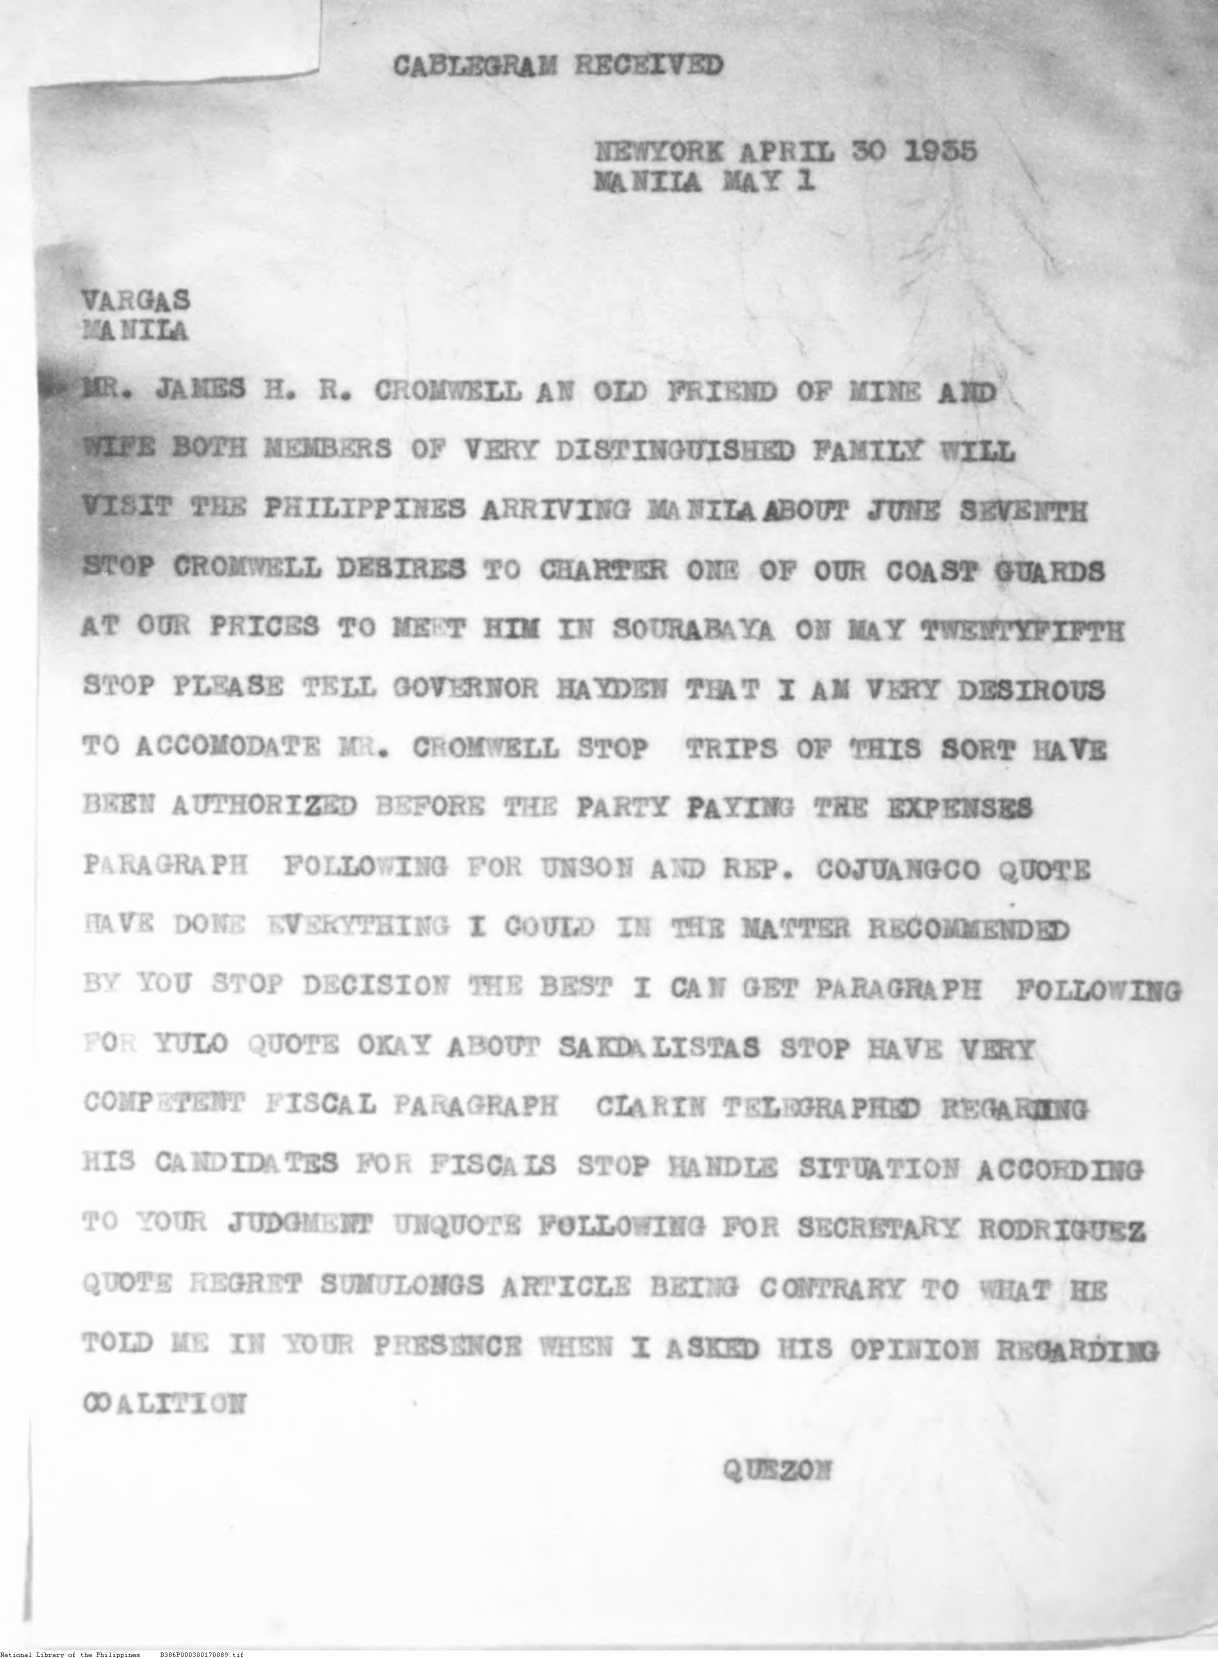 CABLEGRAM RECEIVED
NEWYORK APRIL 30 1935
MANILA MAY 1
VARGAS
MANILA
MR. JAMES H. R. CROMWELL AN OLD FRIEND OF MINE AND
WIFE BOTH MEMBERS OF VERY DISTINGUISHED FAMILY WILL
VISIT THE PHILIPPINES ARRIVING MANILA ABOUT JUNE SEVENTH
STOP CROMWELL DESIRES TO CHARTER ONE OF OUR COAST GUARDS
AT OUR PRICES TO MEET HIM IN SOURABAYA ON MAY TWENTYFIFTH
STOP PLEASE TELL GOVERNOR HAYDEN THAT I AM VERY DESIROUS
TO ACCOMODATE MR. CROMWELL STOP TRIPS OF THIS SORT HAVE
BEEN AUTHORIZED BEFORE THE PARTY PAYING THE EXPENSES
PARAGRAPH FOLLOWING FOR UNSON AND REP. COJUANGCO QUOTE
HAVE DONE EVERYTHING I COULD IN THE MATTER RECOMMENDED
BY YOU STOP DECISION THE BEST I CAN GET PARAGRAPH FOLLOWING
FOR YULO QUOTE OKAY ABOUT SAKDALISTAS STOP HAVE VERY
COMPETENT FISCAL PARAGRAPH CLARIN TELEGRAPHED REGARDING
HIS CANDIDATES FOR FISCALS STOP HANDLE SITUATION ACCORDING
TO YOUR JUDGMENT UNQUOTE FOLLOWING FOR SECRETARY RODRIGUEZ
QUOTE REGRET SUMULONGS ARTICLE BEING CONTRARY TO WHAT HE
TOLD ME IN YOUR PRESENCE WHEN I ASKED HIS OPINION REGARDING
COALITION
QUEZON
National Library of the Philippines B386P000300170089.tif